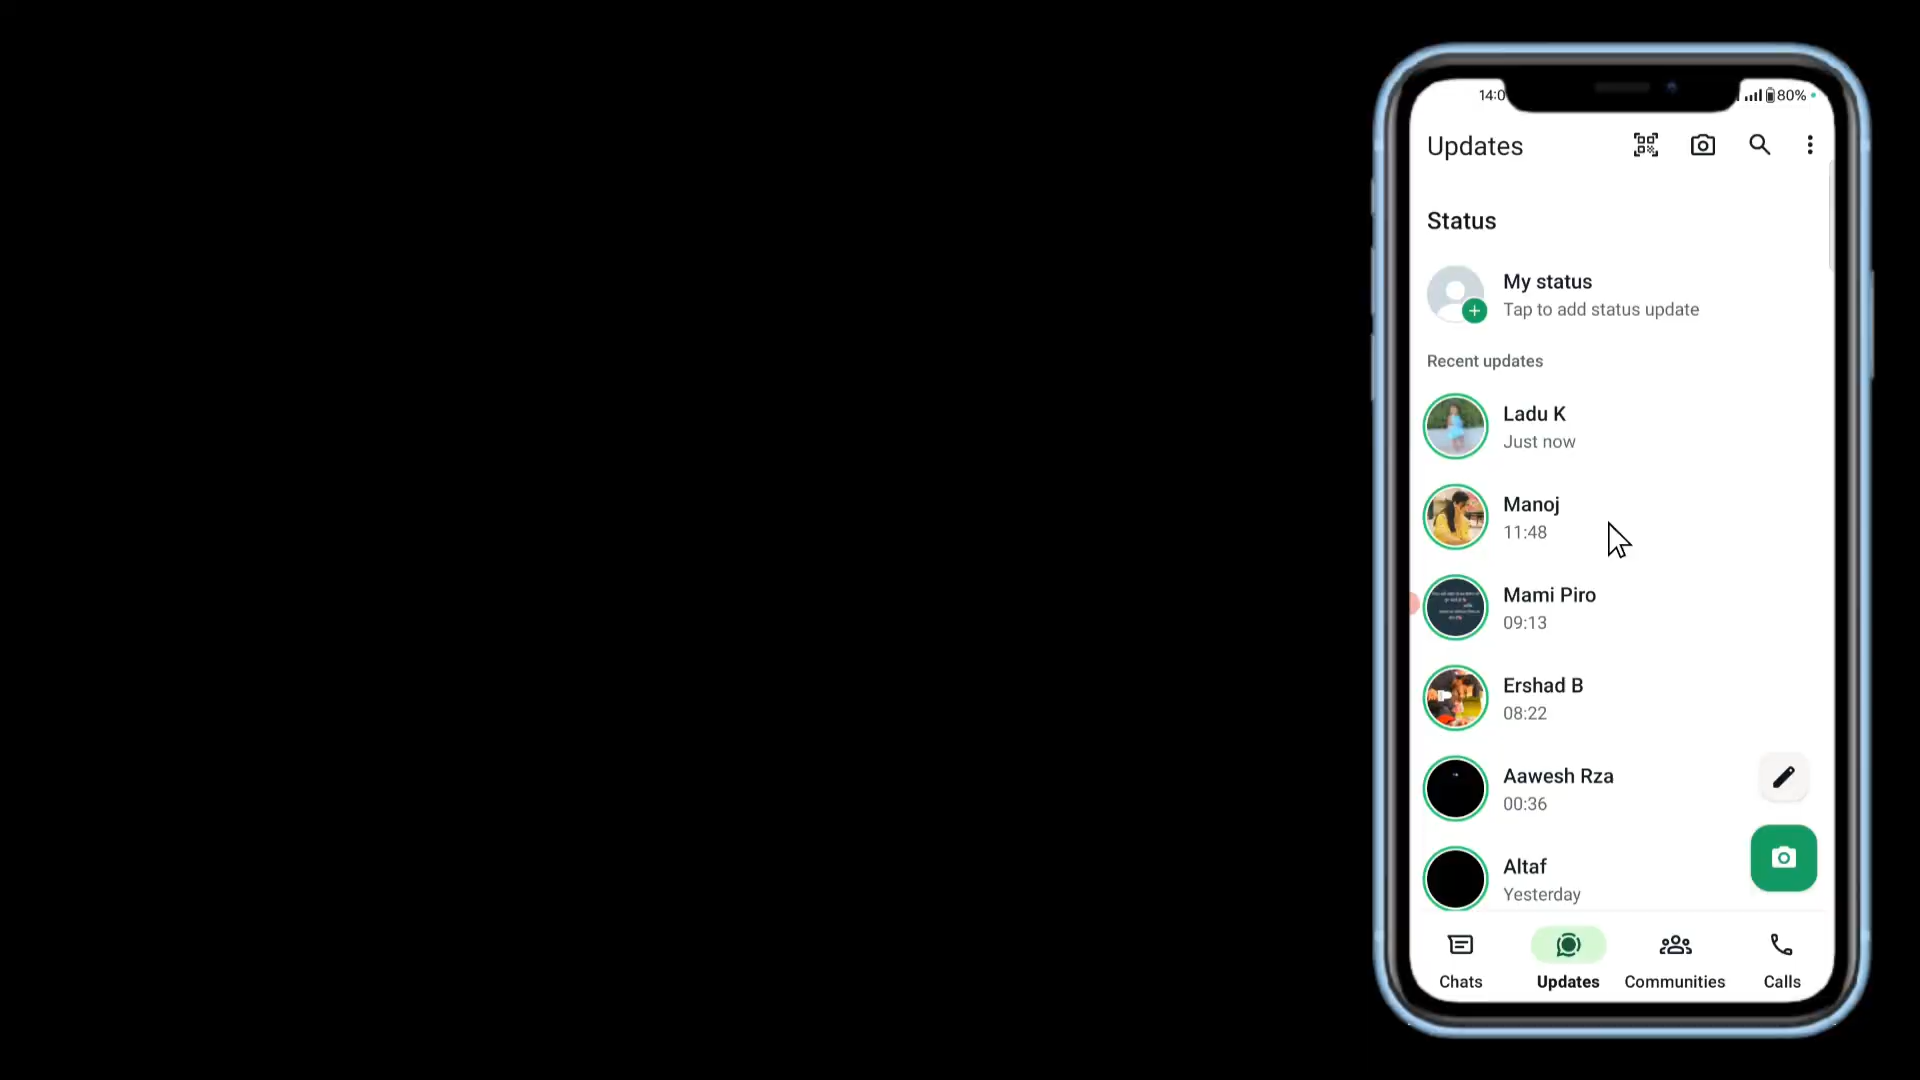 14:0
80%
Updates
Status
My status
Tap to add status update
Recent updates
Ladu K
Just now
Manoj
11:48
Mami Piro
09:13
Ershad B
08:22
Aawesh Rza
00:36
Altaf
Yesterday
Chats
Updates
Communities
Calls